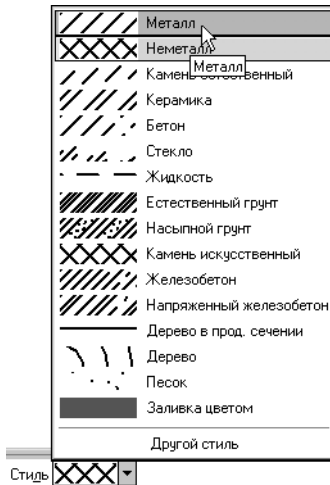 Металл
Неметалл
Металл
Камень естественный
Керамика
Бетон
Стекло
Жидкость
Естественный грунт
Насыпной грунт
Камень искусственный
Железобетон
Напряженный железобетон
Дерево в прод. сечении
Дерево
Песок
Заливка цветом
Другой стиль
Стиль